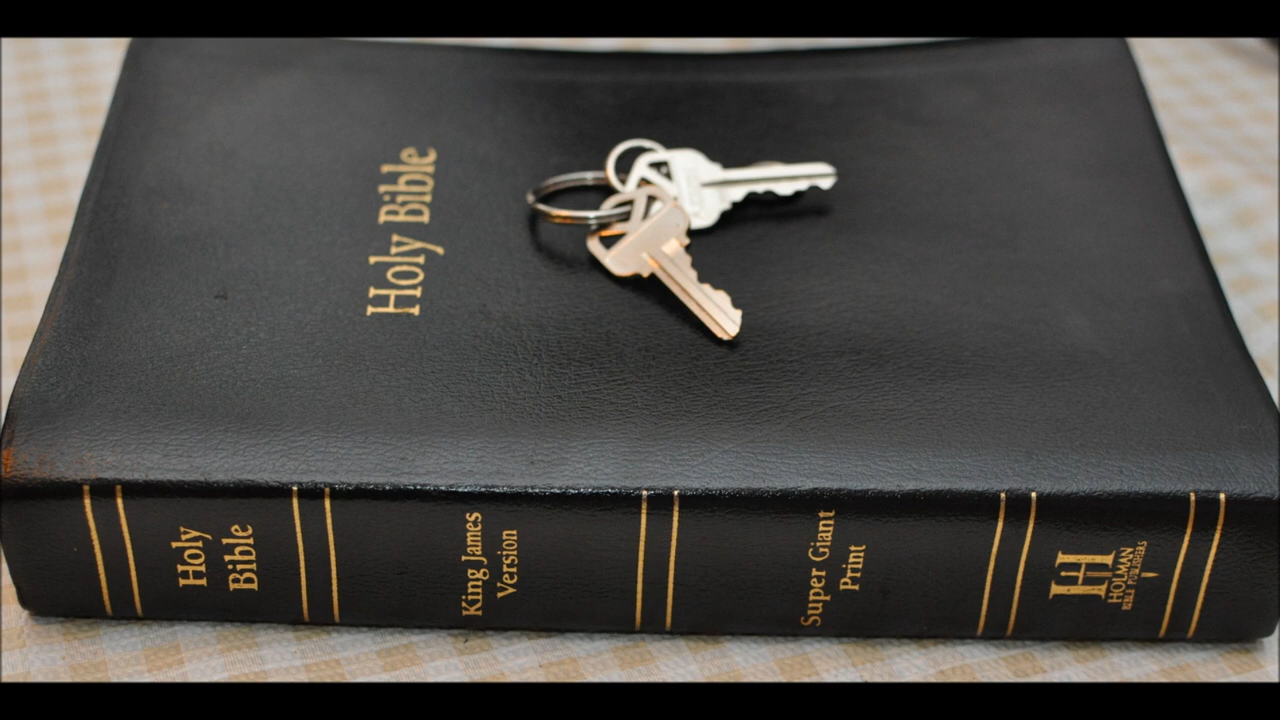 Holy Bible
Holy
Bible
King James
Version
Super Giant
Print
HOLMAN
BIBLE PUBLISHERS